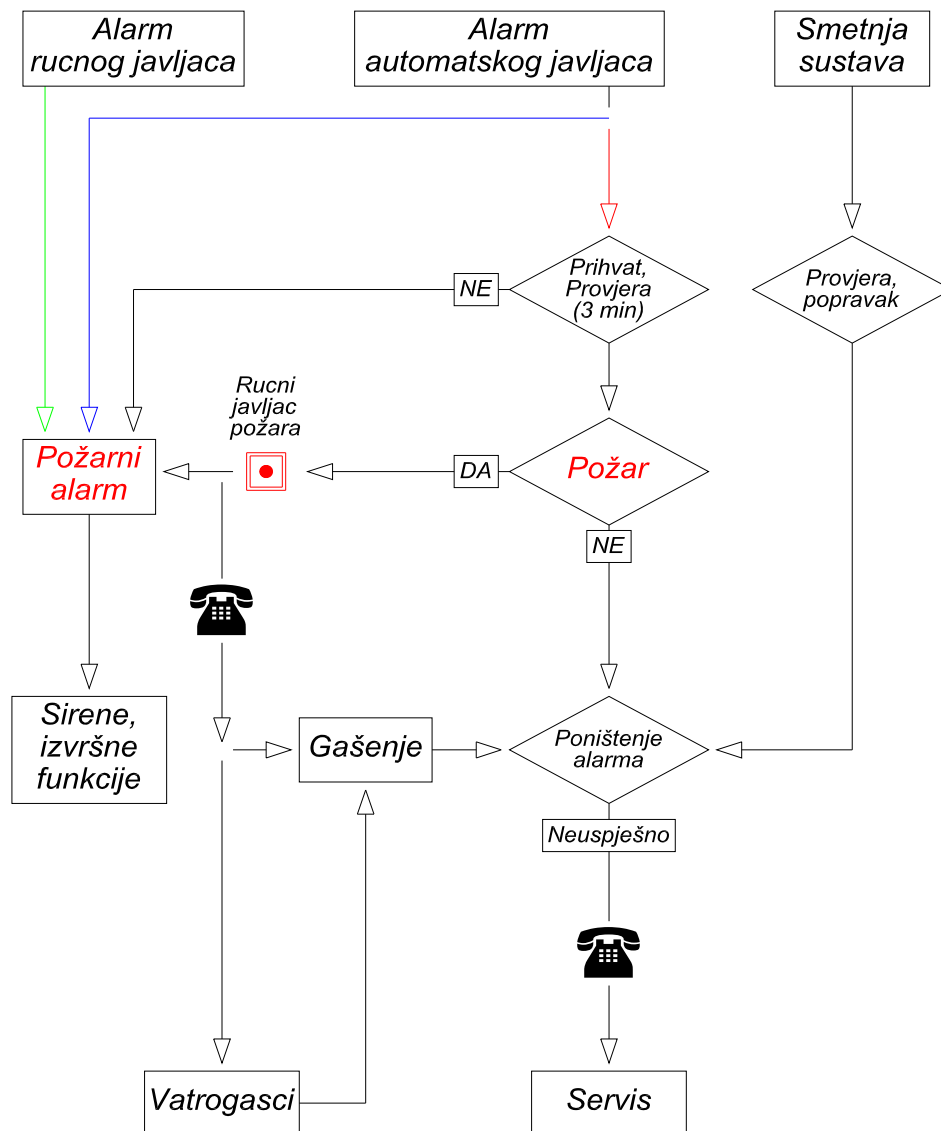 Alarm
rucnog javljaca
Alarm
automatskog javljaca
Smetnja
sustava
Prihvat,
Provjera
(3 min)
NE
Provjera,
popravak
Rucni
javljac
požara
Požarni
alarm
DA
Požar
NE
Sirene,
izvršne
funkcije
Gašenje
Poništenje
alarma
Neuspješno
Vatrogasci
Servis